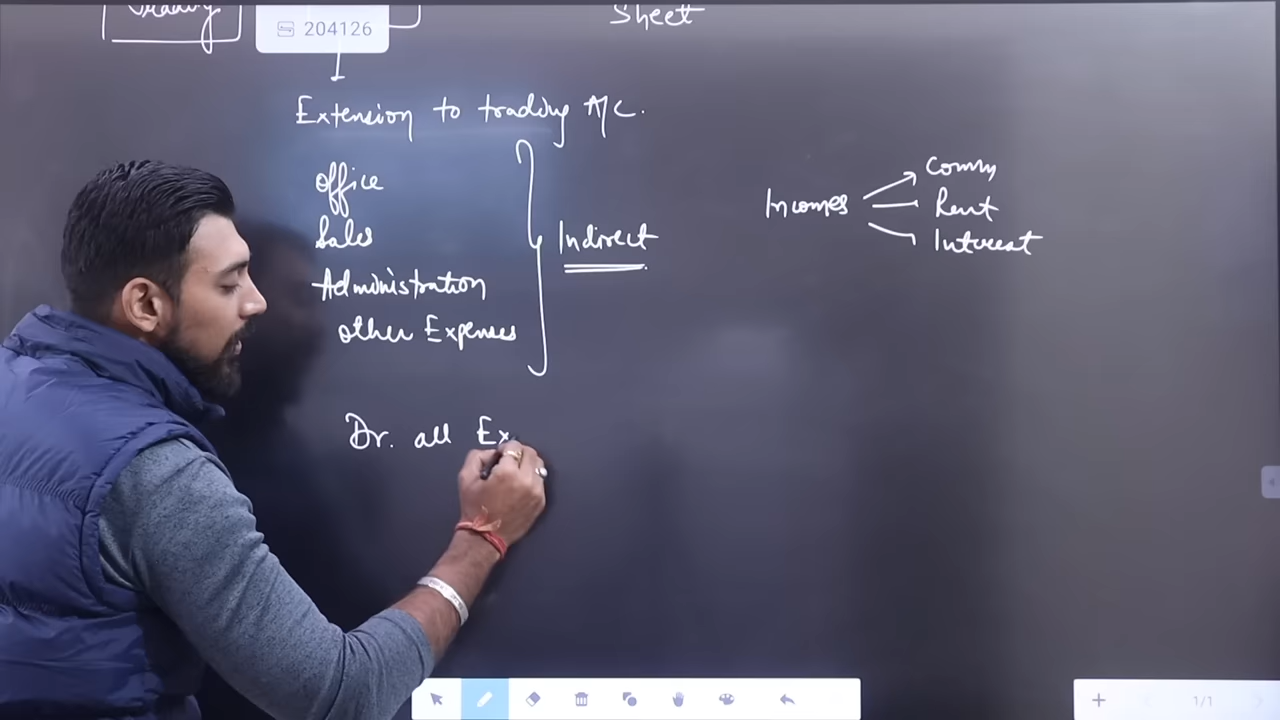 Trading
Sheet
204126
Extension to trading A/C.
office
Sales
Administration
other Expenses
Indirect
Incomes
Rent
Interest
Dr. all Ex
1/1